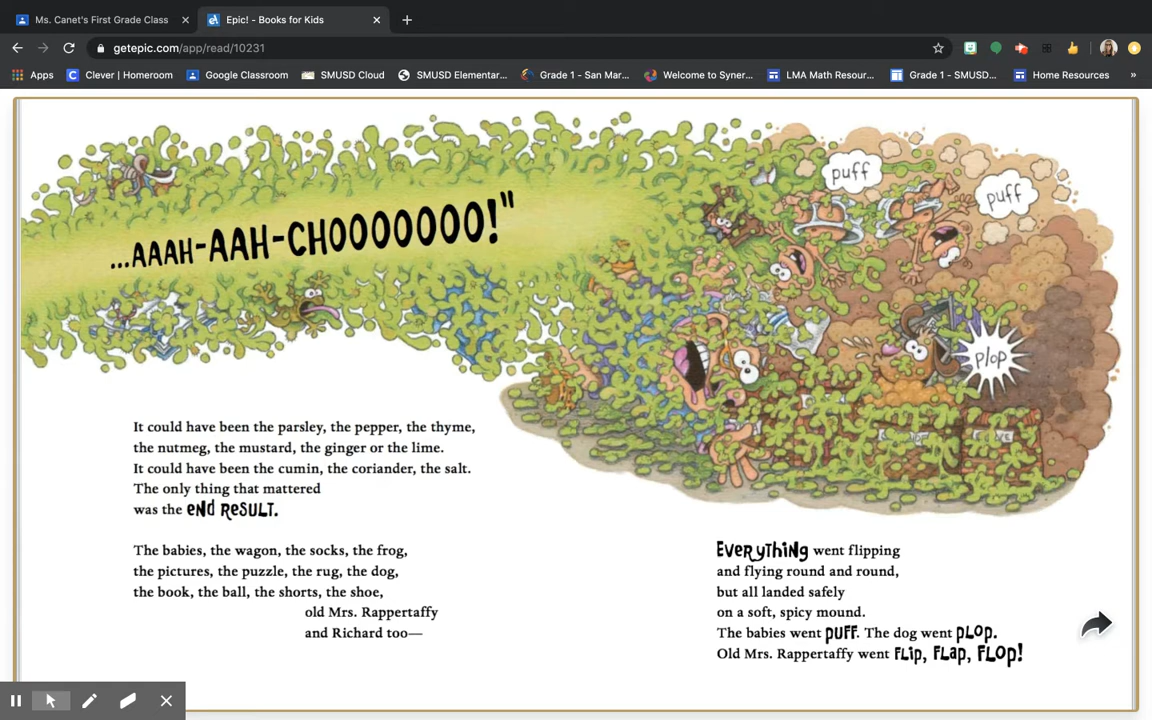 Ms. Canet's First Grade Class
Epic! - Books for Kids
getepic.com/app/read/10231
Apps
Clever | Homeroom
Google Classroom
SMUSD Cloud
SMUSD Elementar...
Grade 1 - San Mar...
Welcome to Syner...
LMA Math Resour...
Grade 1 - SMUSD...
Home Resources
»
...AAAH-AAH-CHOOOOOOO!"
puff
puff
plop
It could have been the parsley, the pepper, the thyme,
the nutmeg, the mustard, the ginger or the lime.
It could have been the cumin, the coriander, the salt.
The only thing that mattered
was the eNd ReSULT.
The babies, the wagon, the socks, the frog,
the pictures, the puzzle, the rug, the dog,
the book, the ball, the shorts, the shoe,
old Mrs. Rappertaffy
and Richard too—
EVERyTHiNg went flipping
and flying round and round,
but all landed safely
on a soft, spicy mound.
The babies went PUFF. The dog went PLOP.
Old Mrs. Rappertaffy went FLiP, FLaP, FLOP!